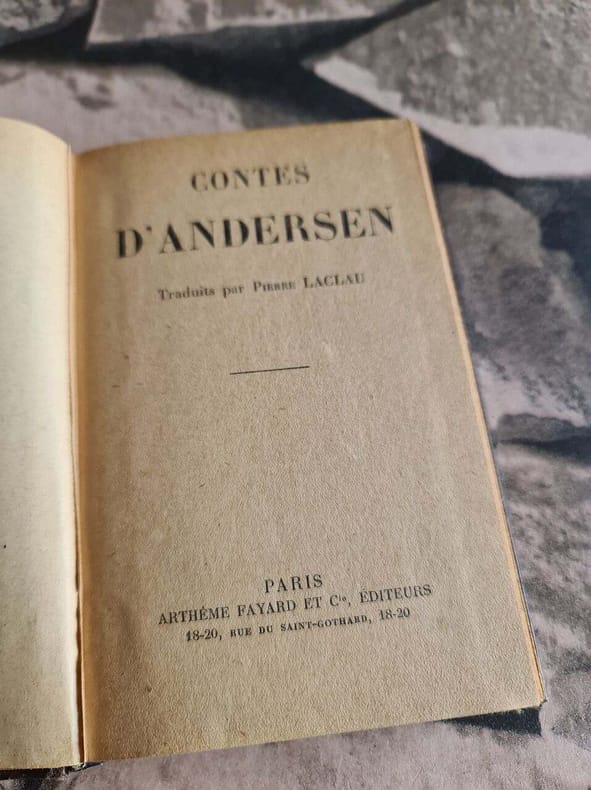 CONTES
D'ANDERSEN
Traduits par PIERRE LACLAU
PARIS
ARTHÈME FAYARD ET Cie, ÉDITEURS
18-20, RUE DU SAINT-GOTHARD, 18-20